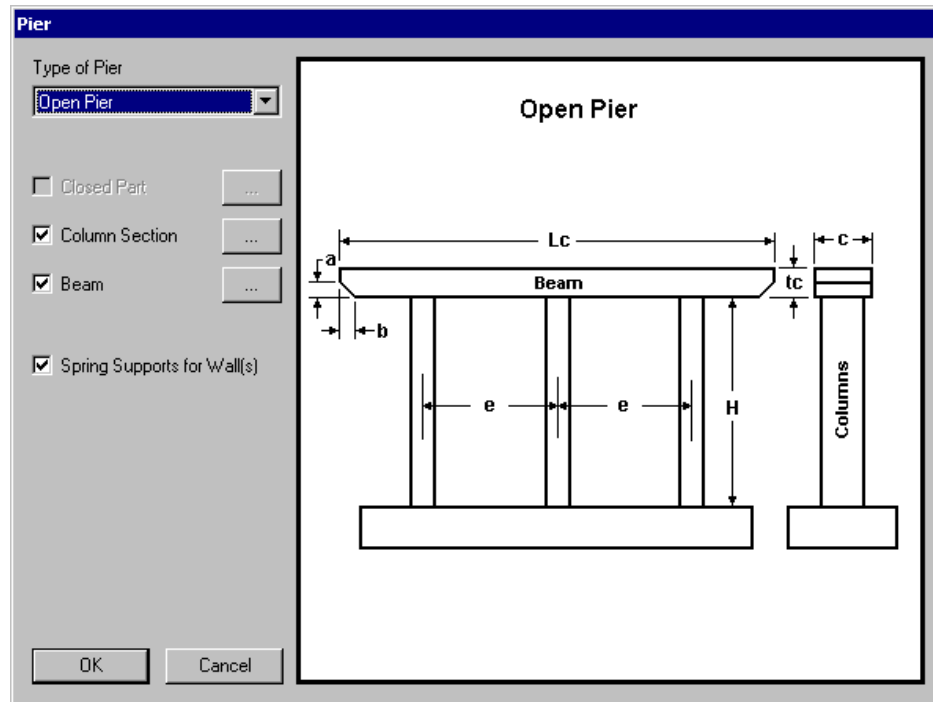 Pier
Type of Pier
Open Pier
Closed Part
...
Column Section
...
Beam
...
Spring Supports for Wall(s)
OK
Cancel
Open Pier
Lc
c
a
Beam
tc
b
e
e
H
Columns